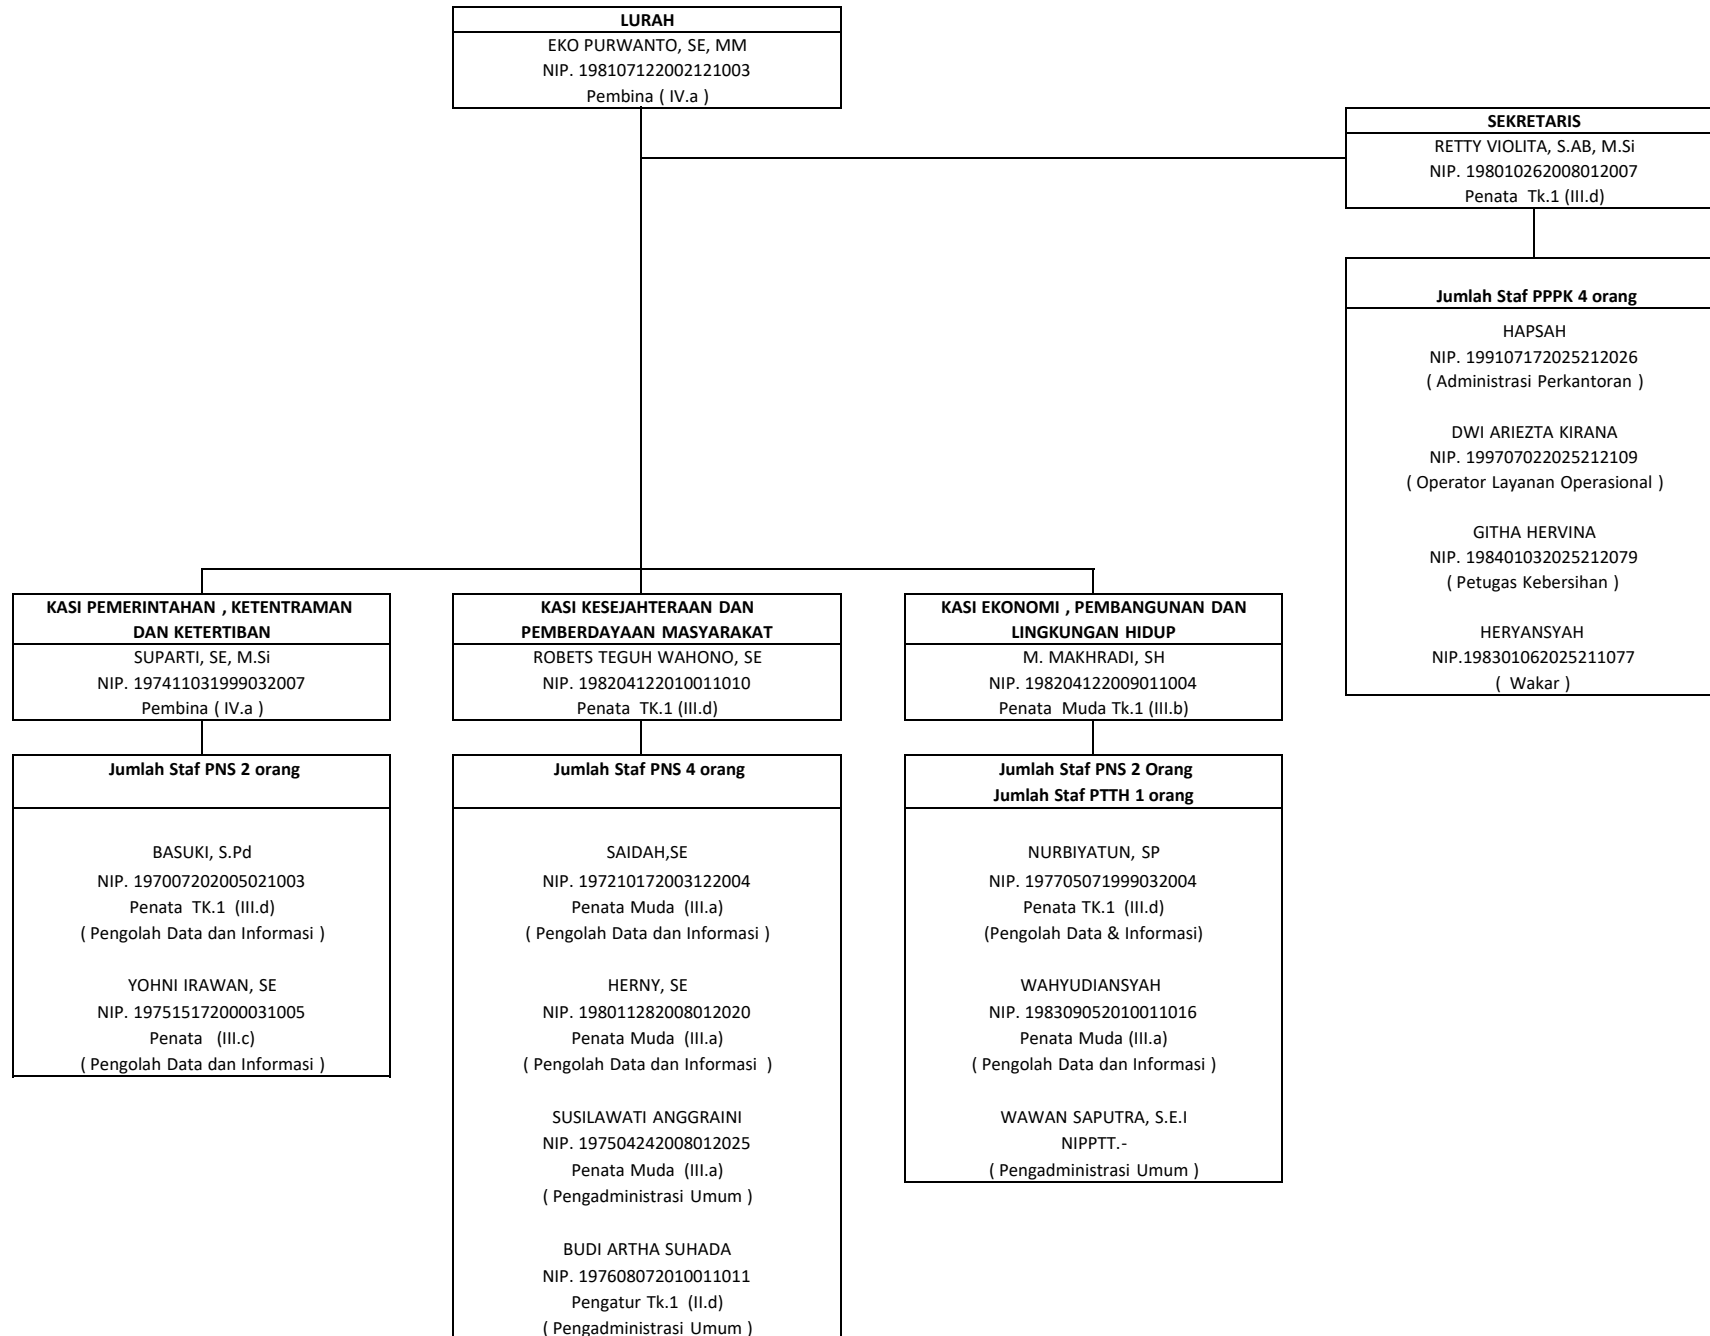 LURAH
EKO PURWANTO, SE, MM
NIP. 198107122002121003
Pembina ( IV.a )
SEKRETARIS
RETTY VIOLITA, S.AB, M.Si
NIP. 198010262008012007
Penata Tk.1 (III.d)
Jumlah Staf PPPK 4 orang
HAPSAH
NIP. 199107172025212026
( Administrasi Perkantoran )
DWI ARIEZTA KIRANA
NIP. 199707022025212109
( Operator Layanan Operasional )
GITHA HERVINA
NIP. 198401032025212079
( Petugas Kebersihan )
HERYANSYAH
NIP.198301062025211077
( Wakar )
KASI PEMERINTAHAN , KETENTRAMAN
DAN KETERTIBAN
SUPARTI, SE, M.Si
NIP. 197411031999032007
Pembina ( IV.a )
Jumlah Staf PNS 2 orang
BASUKI, S.Pd
NIP. 197007202005021003
Penata TK.1 (III.d)
( Pengolah Data dan Informasi )
YOHNI IRAWAN, SE
NIP. 197515172000031005
Penata (III.c)
( Pengolah Data dan Informasi )
KASI KESEJAHTERAAN DAN
PEMBERDAYAAN MASYARAKAT
ROBETS TEGUH WAHONO, SE
NIP. 198204122010011010
Penata TK.1 (III.d)
Jumlah Staf PNS 4 orang
SAIDAH,SE
NIP. 197210172003122004
Penata Muda (III.a)
( Pengolah Data dan Informasi )
HERNY, SE
NIP. 198011282008012020
Penata Muda (III.a)
( Pengolah Data dan Informasi )
SUSILAWATI ANGGRAINI
NIP. 197504242008012025
Penata Muda (III.a)
( Pengadministrasi Umum )
BUDI ARTHA SUHADA
NIP. 197608072010011011
Pengatur Tk.1 (II.d)
( Pengadministrasi Umum )
KASI EKONOMI , PEMBANGUNAN DAN
LINGKUNGAN HIDUP
M. MAKHRADI, SH
NIP. 198204122009011004
Penata Muda Tk.1 (III.b)
Jumlah Staf PNS 2 Orang
Jumlah Staf PTTH 1 orang
NURBIYATUN, SP
NIP. 197705071999032004
Penata TK.1 (III.d)
(Pengolah Data & Informasi)
WAHYUDIANSYAH
NIP. 198309052010011016
Penata Muda (III.a)
( Pengolah Data dan Informasi )
WAWAN SAPUTRA, S.E.I
NIPPTT.-
( Pengadministrasi Umum )